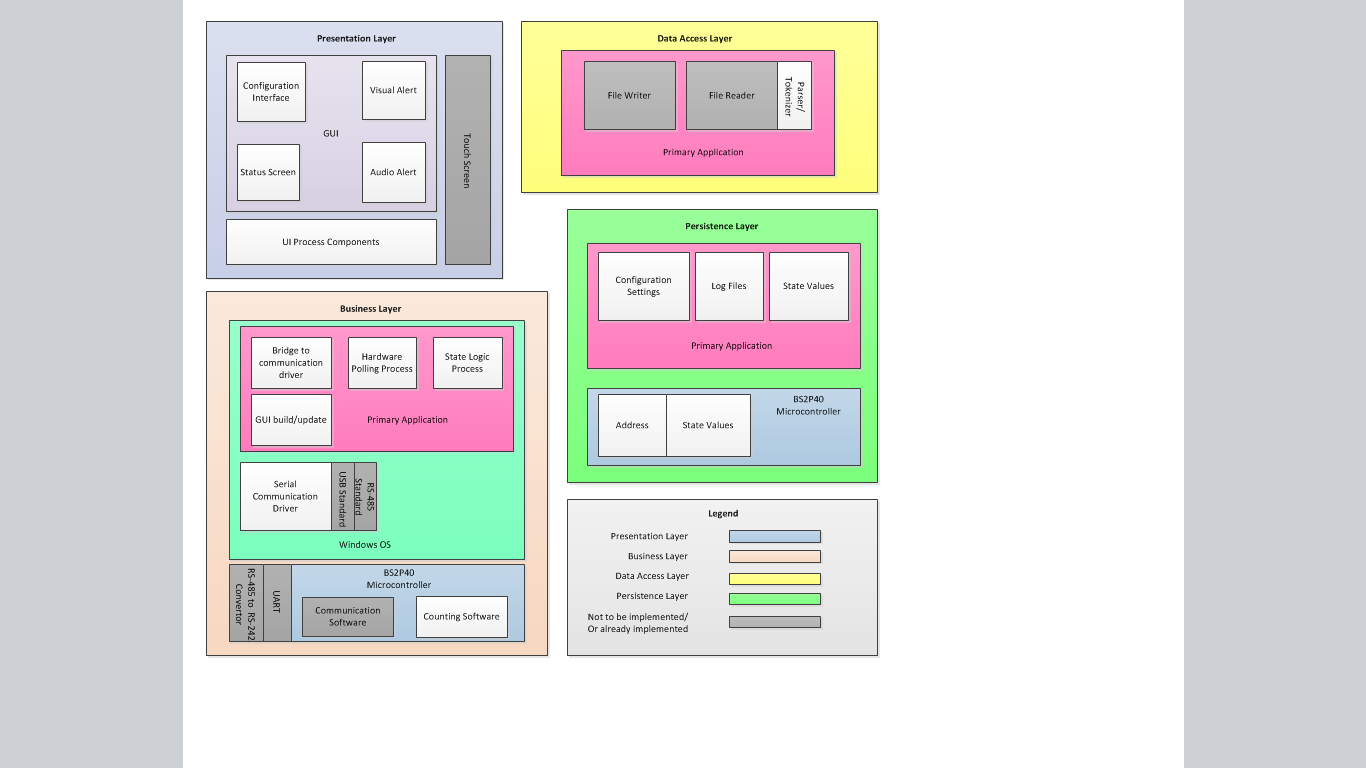 Presentation Layer
Configuration
Interface
Visual Alert
GUI
Status Screen
Audio Alert
Touch Screen
UI Process Components
Data Access Layer
File Writer
File Reader
Parser/
Tokenizer
Primary Application
Persistence Layer
Configuration
Settings
Log Files
State Values
Primary Application
BS2P40
Microcontroller
Address
State Values
Business Layer
Bridge to
communication
driver
Hardware
Polling Process
State Logic
Process
GUI build/update
Primary Application
Serial
Communication
Driver
USB Standard
RS-485
Standard
Windows OS
RS-485 to RS-242
Convertor
UART
BS2P40
Microcontroller
Communication
Software
Counting Software
Legend
Presentation Layer
Business Layer
Data Access Layer
Persistence Layer
Not to be implemented/
Or already implemented